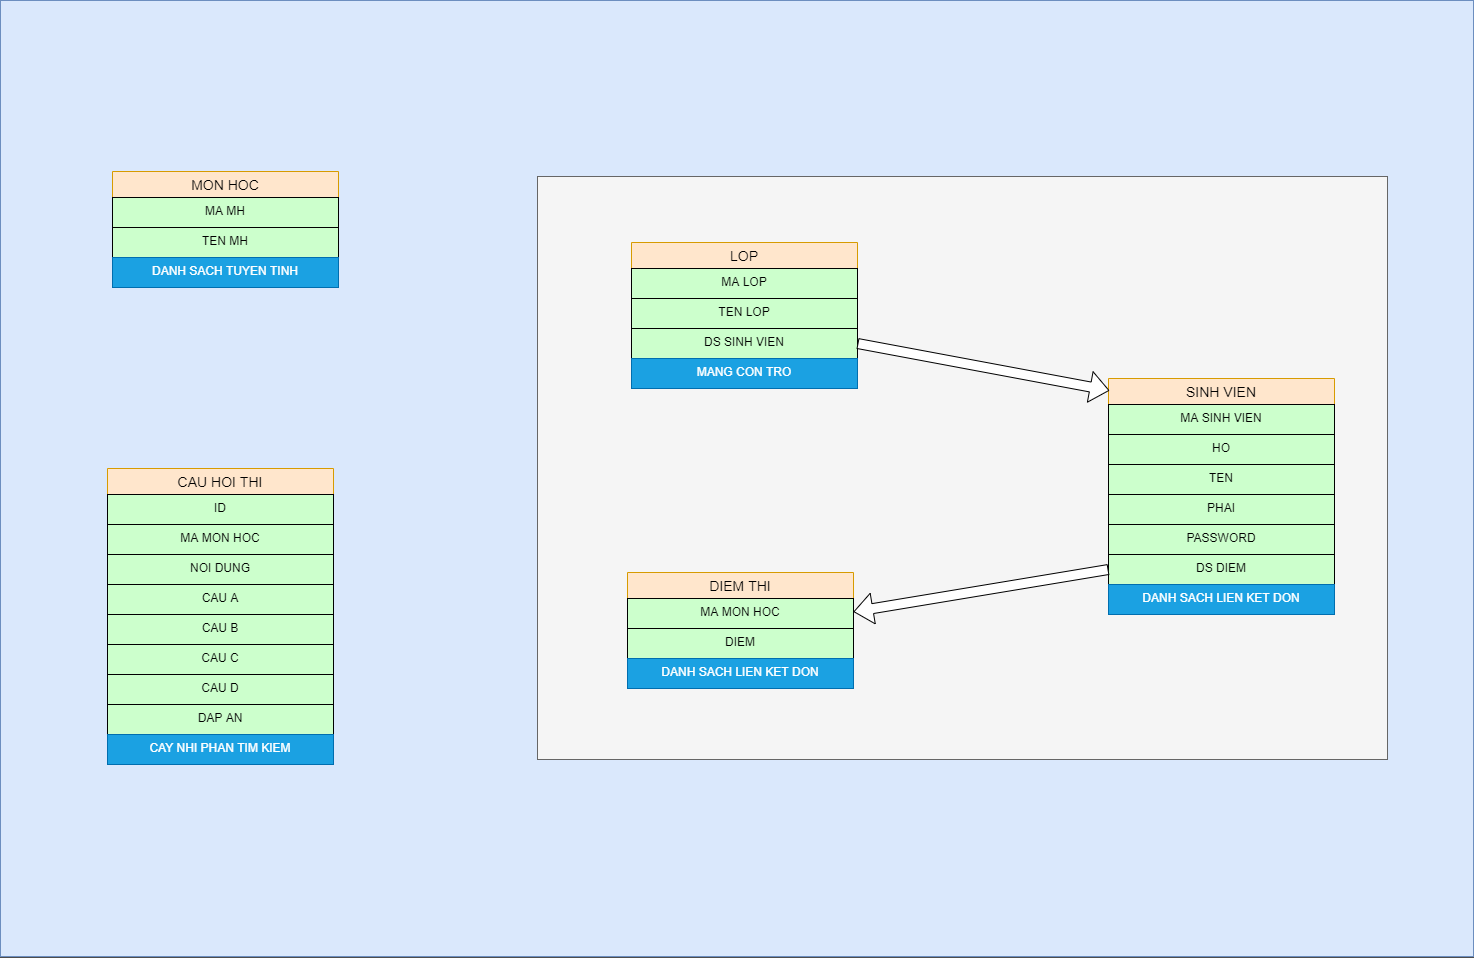 MON HOC
MA MH
TEN MH
DANH SACH TUYEN TINH
CAU HOI THI
ID
MA MON HOC
NOI DUNG
CAU A
CAU B
CAU C
CAU D
DAP AN
CAY NHI PHAN TIM KIEM
LOP
MA LOP
TEN LOP
DS SINH VIEN
MANG CON TRO
SINH VIEN
MA SINH VIEN
HO
TEN
PHAI
PASSWORD
DS DIEM
DANH SACH LIEN KET DON
DIEM THI
MA MON HOC
DIEM
DANH SACH LIEN KET DON